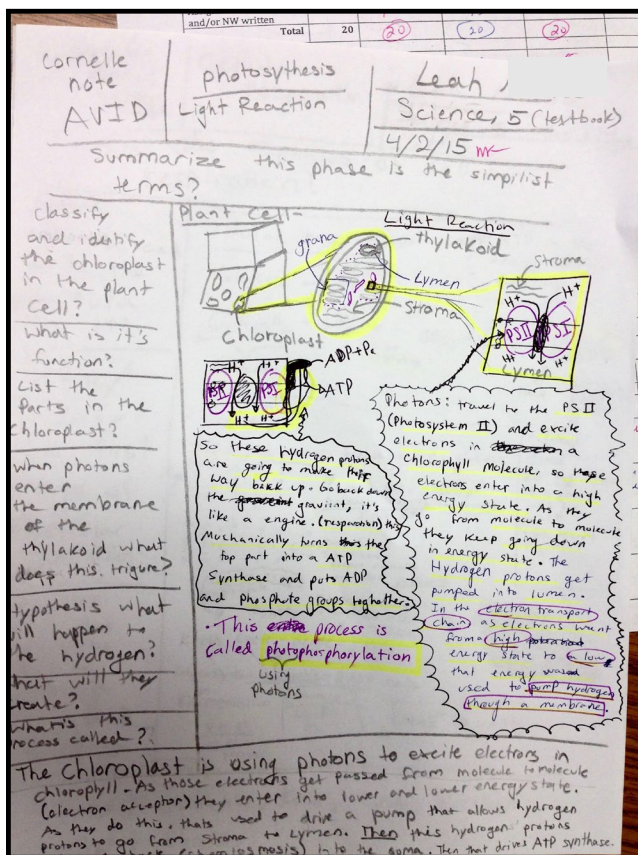 and/or NW written
Total 20 20 20 20
Cornelle
note
AVID
photosythesis
Light Reaction
Leah
Science, 5 (textbook)
4/2/15
Summarize this phase is the simplist
terms?
classify
and identify
the chloroplast
in the plant
Cell?
what is it's
function?
List the
Parts in the
Chloroplast?
when photons
enter
the membrane
of the
thylakoid what
does this trigure?
Hypothesis what
will happen to
the hydrogen?
what will they
create?
what is this
process called?
Plant Cell-
Light Reaction
grana
thylakoid
Lymen
Stroma
Chloroplast
Stroma
H+ H+
PSII PSI
H+ H+
Lymen
H+ H+
PSII PSI
H+ H+
ADP+Pi
ATP
So these hydrogen protons
are going to make their
way back up. Go back down
the gravient, it's
like a engine. (resparation) this
Mechanically turns the
top part into a ATP
Synthase and puts ADP
and phosphate groups toghother.
• This process is
called photophosphorylation
using
photons
Photons: travel to the PS II
(Photosystem II) and excite
electrons in a
Chlorophyll molecule, so these
electrons enter into a high
energy state. As they
go from molecule to molecule
they keep going down
in energy state. The
Hydrogen protons get
pumped into lumen.
In the electron transport
chain as electrons went
from a high
energy state to a low
that energy was
used to pump hydrogen
through a membrane.
The Chloroplast is using photons to excite electrons in
chlorophyll. As those electrons get passed from molecule to molecule
(electron acceptor) they enter into lower and lower energy state.
As they do this, thats used to drive a pump that allows hydrogen
protons to go from Stroma to Lymen. Then this hydrogen protons
in to the Then that drives ATP synthase.